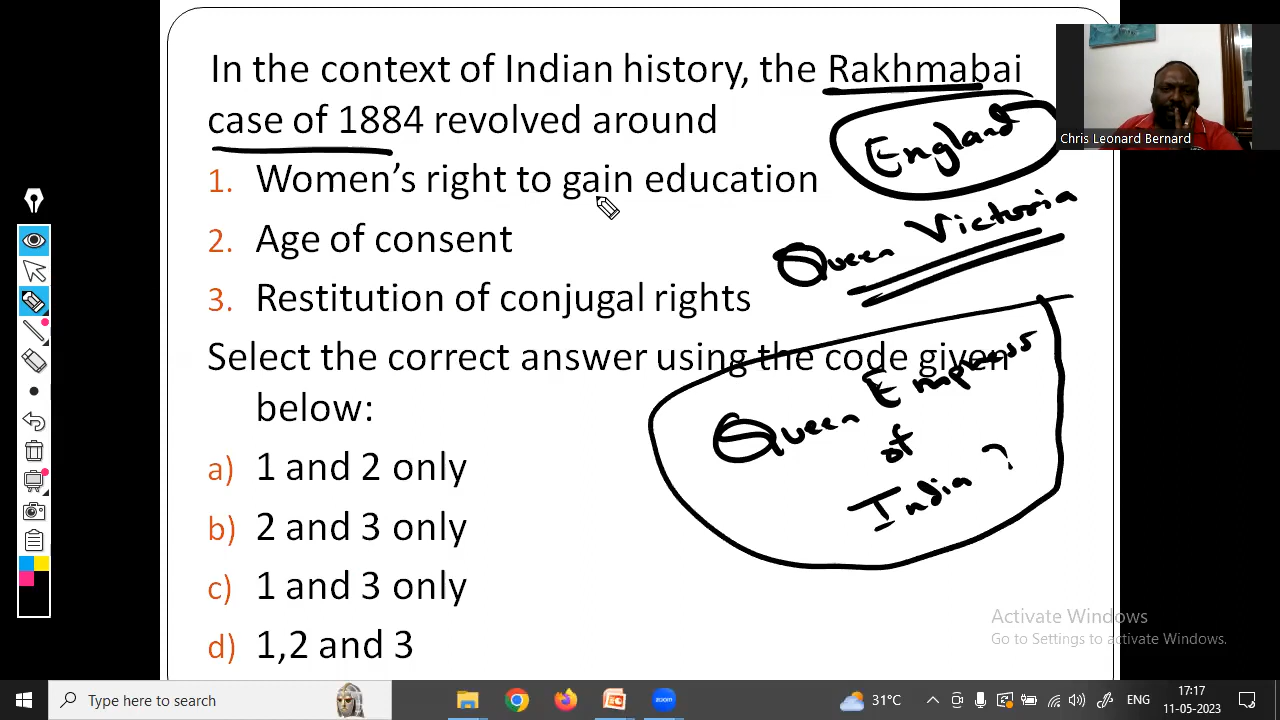 In the context of Indian history, the Rakhmabai
case of 1884 revolved around
England
Chris Leonard Bernard
1. Women's right to gain education
Queen Victoria
2. Age of consent
3. Restitution of conjugal rights
Select the correct answer using the code given
below:
Queen Empress
of
India ?
a) 1 and 2 only
b) 2 and 3 only
c) 1 and 3 only
d) 1,2 and 3
Activate Windows
Go to Settings to activate Windows.
Type here to search
zoom
31°C
ENG
17:17
11-05-2023